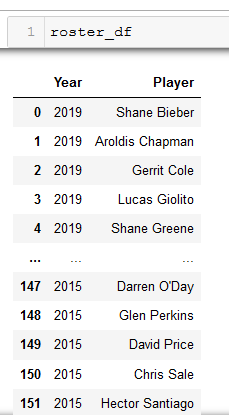 1 roster_df
Year Player
0 2019 Shane Bieber
1 2019 Aroldis Chapman
2 2019 Gerrit Cole
3 2019 Lucas Giolito
4 2019 Shane Greene
... ... ...
147 2015 Darren O'Day
148 2015 Glen Perkins
149 2015 David Price
150 2015 Chris Sale
151 2015 Hector Santiago